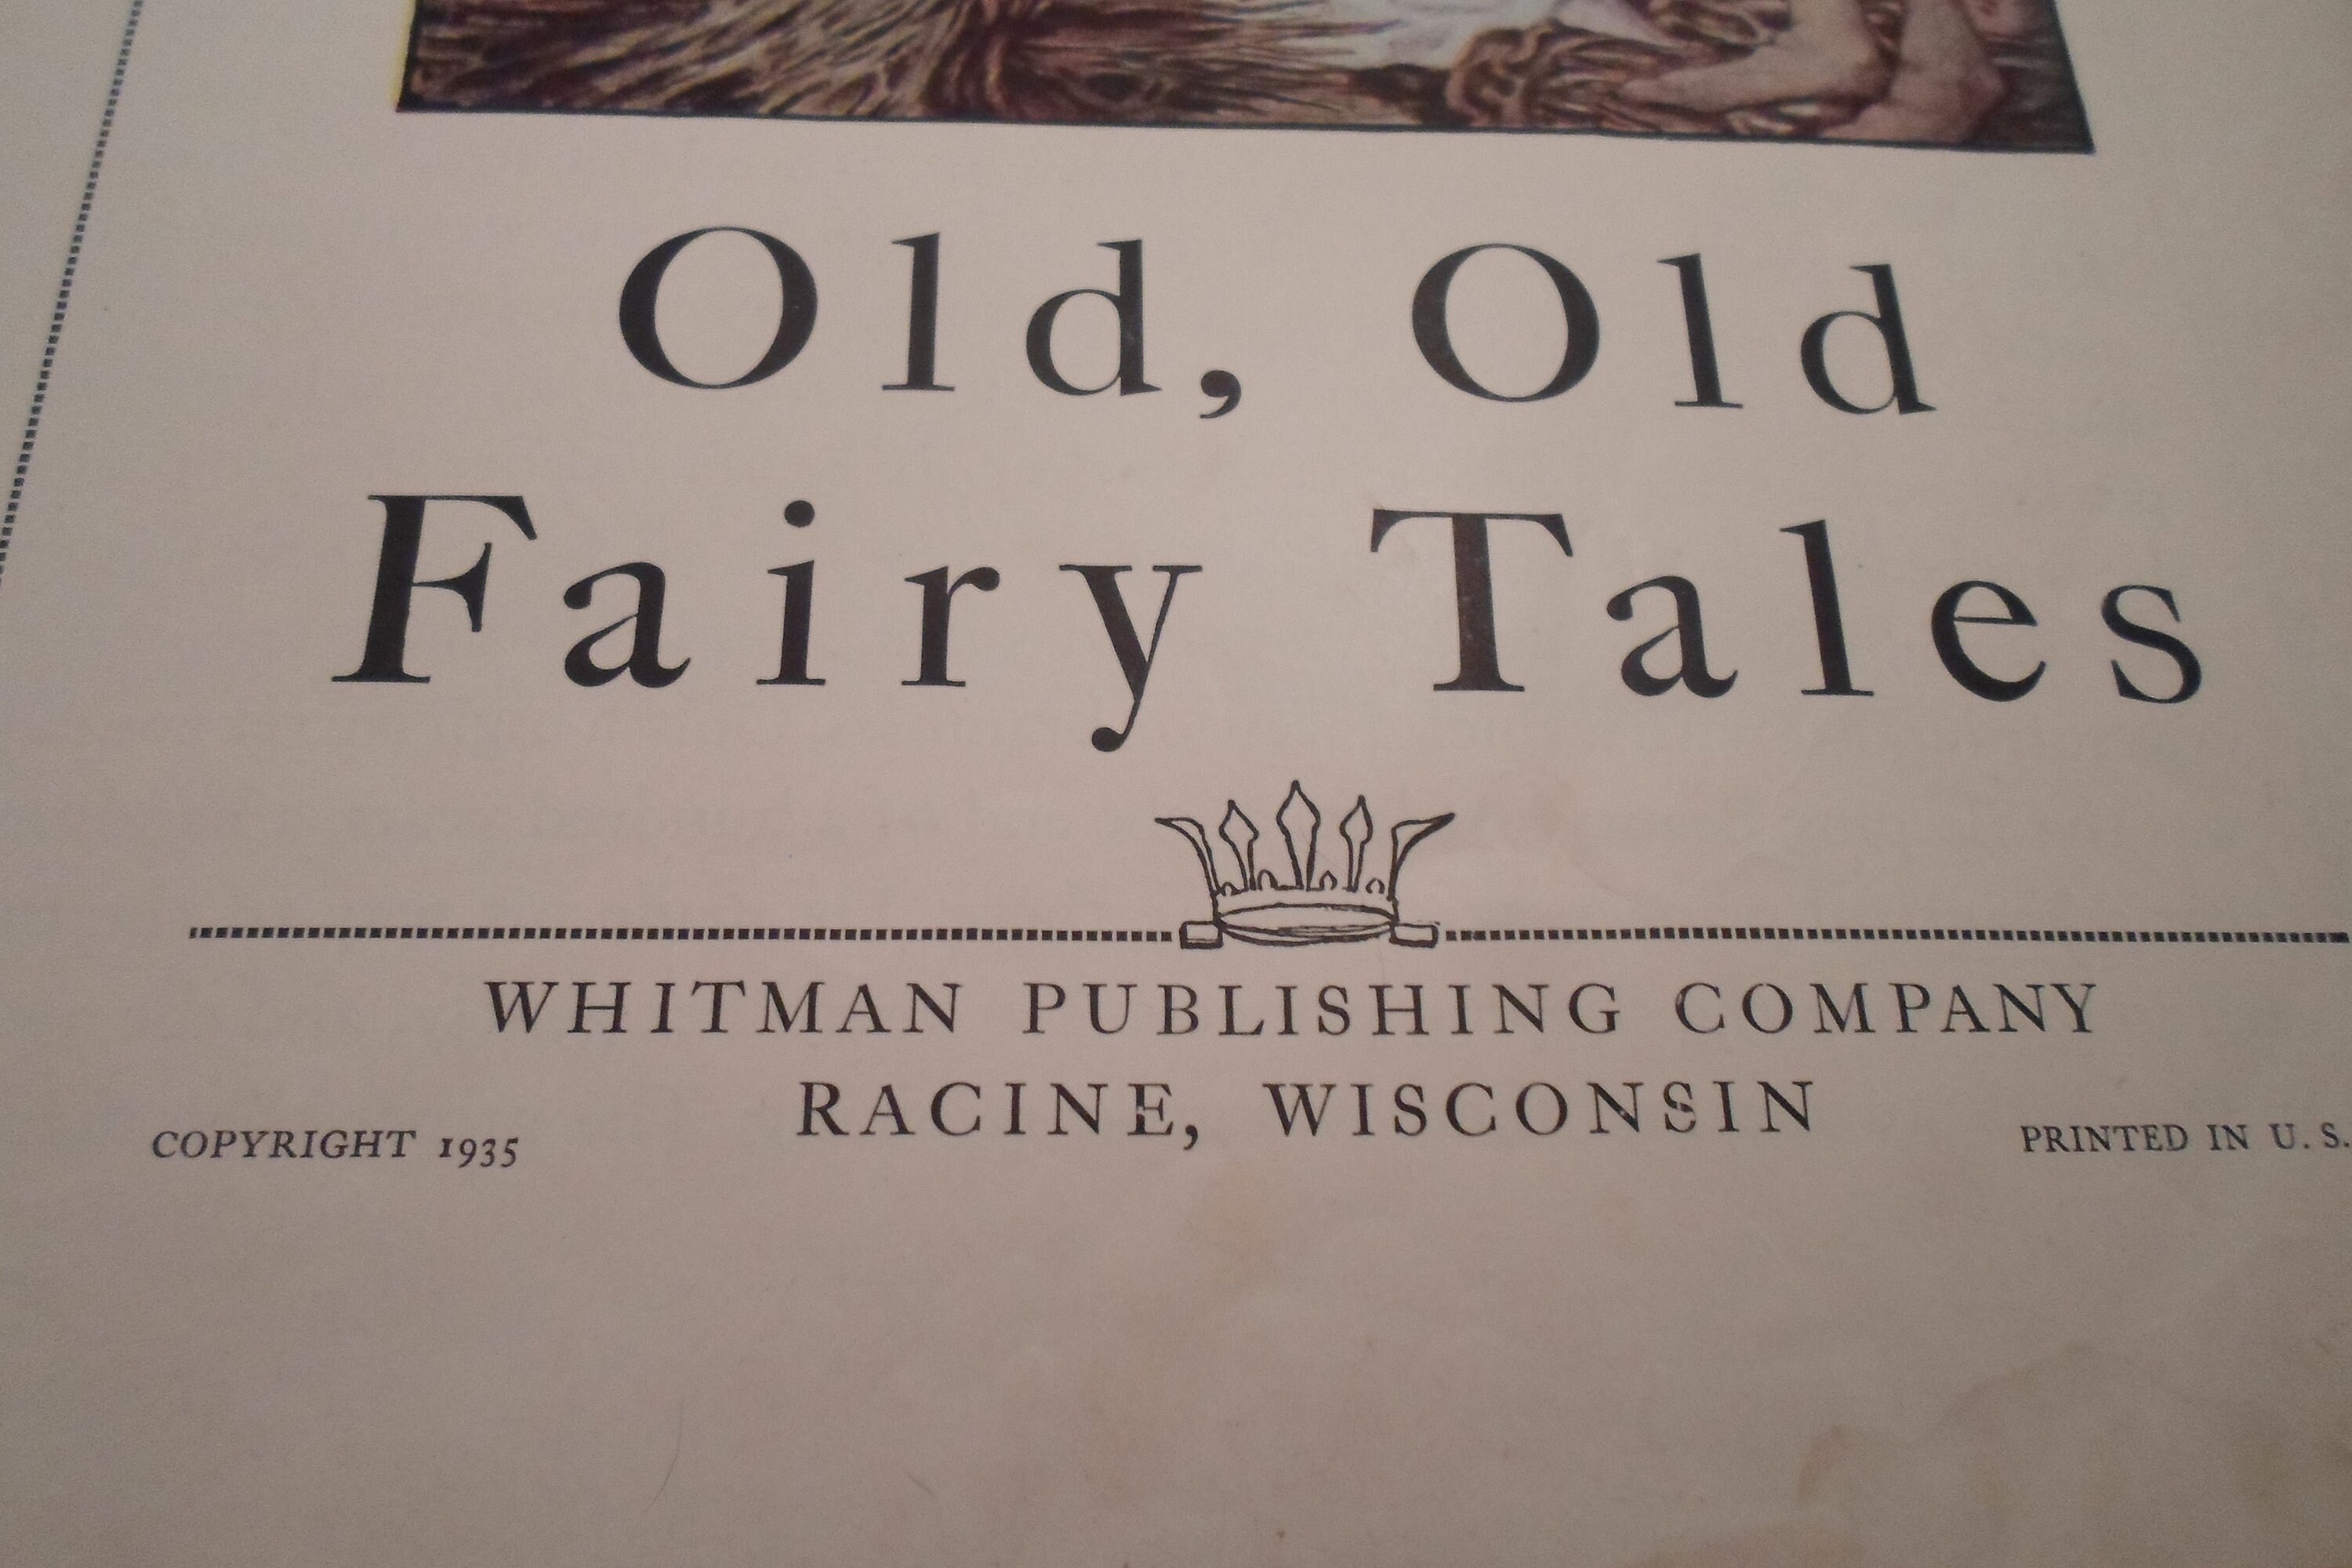 Old, Old
Fairy Tales
WHITMAN PUBLISHING COMPANY
RACINE, WISCONSIN
COPYRIGHT 1935
PRINTED IN U. S.